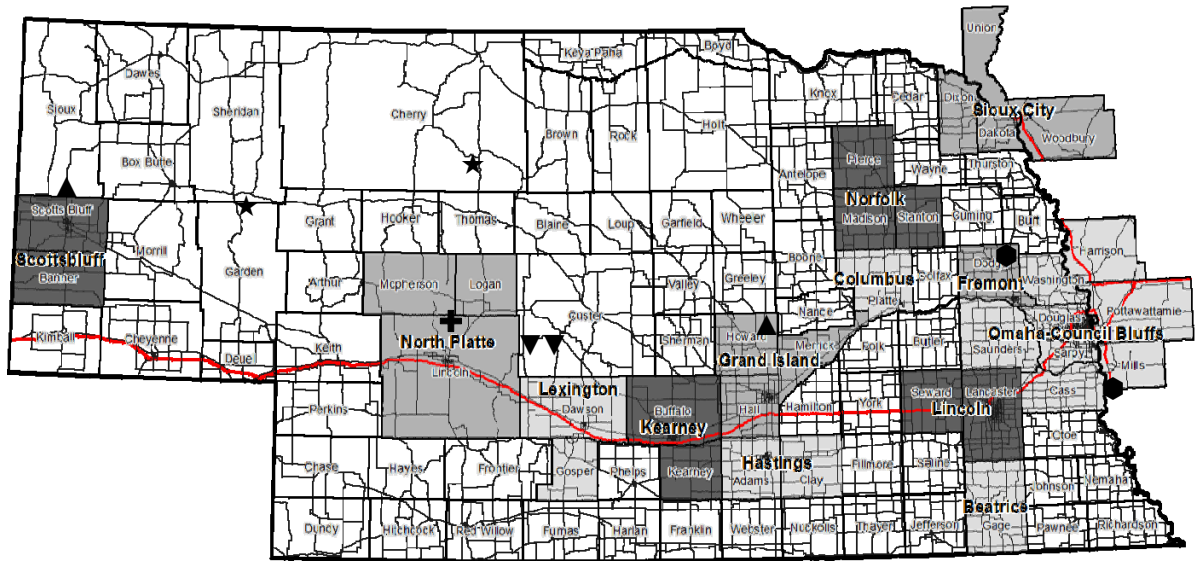 Union
Boyd
Keya Paha
Dawes
Sioux
Sheridan
Cherry
Knox
Cedar
Dixon
Sioux City
Dakota
Woodbury
Brown
Rock
Holt
Box Butte
Pierce
Wayne
Thurston
Antelope
Norfolk
Scotts Bluff
Grant
Hooker
Thomas
Blaine
Loup
Garfield
Wheeler
Madison
Stanton
Cuming
Burt
Morrill
Scottsbluff
Banner
Garden
Boone
Harrison
Arthur
Mcpherson
Logan
Valley
Greeley
Columbus
Colfax
Dodge
Fremont
Washington
Platte
Nance
Pottawattamie
Custer
Douglas
Kimball
Cheyenne
Deuel
Keith
North Platte
Lincoln
Sherman
Howard
Merrick
Grand Island
Polk
Butler
Omaha-Council Bluffs
Saunders
Sarpy
Mills
Lexington
Perkins
Dawson
Buffalo
Kearney
Hall
Hamilton
York
Seward
Lancaster
Lincoln
Cass
Otoe
Chase
Hayes
Frontier
Gosper
Phelps
Kearney
Hastings
Adams
Clay
Fillmore
Saline
Johnson
Nemaha
Beatrice
Duncy
Hitchcock
Red Willow
Furnas
Harlan
Franklin
Webster
Nuckolls
Thayer
Jefferson
Gage
Pawnee
Richardson